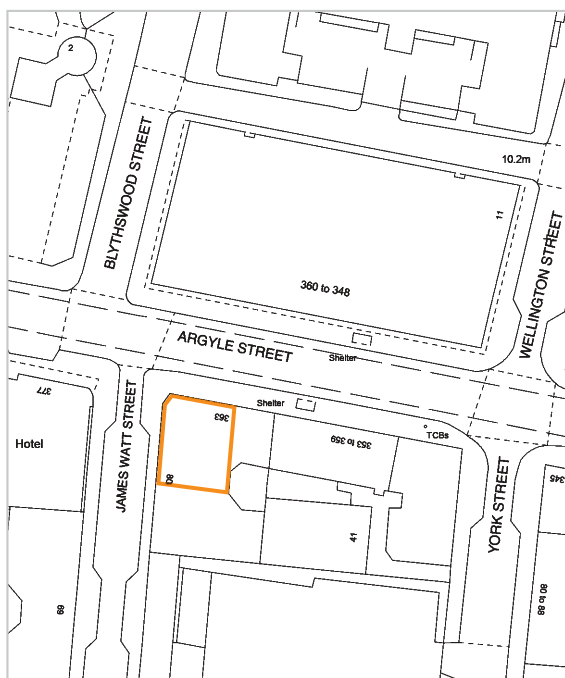 2
BLYTHSWOOD STREET
10.2m
11
WELLINGTON STREET
360 to 348
ARGYLE STREET
Shelter
377
JAMES WATT STREET
Shelter
363
353 to 359
TCBs
Hotel
80
YORK STREET
345
41
69
80 to 88